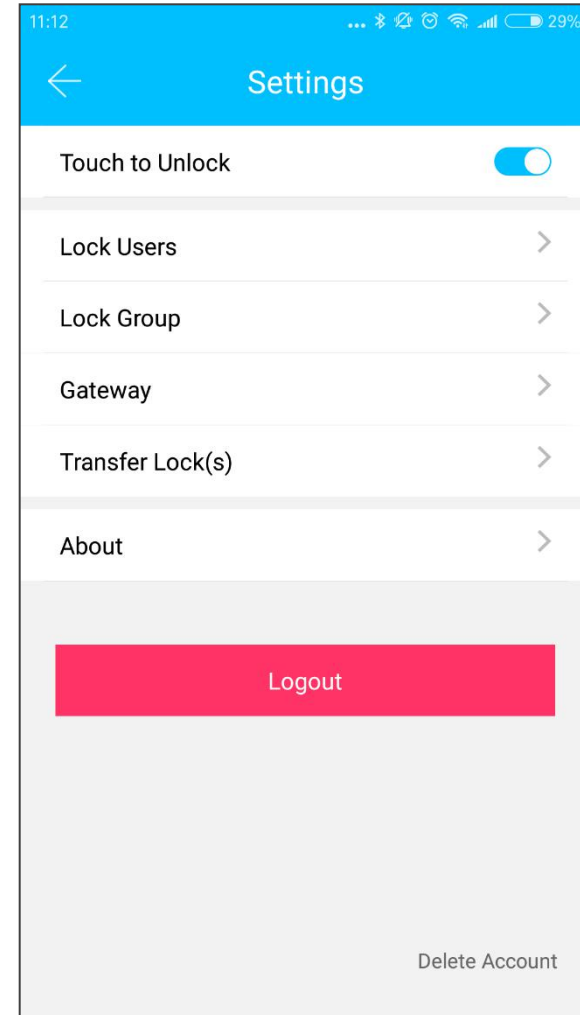 11:12 ... 29%
Settings
Touch to Unlock
Lock Users
Lock Group
Gateway
Transfer Lock(s)
About
Logout
Delete Account